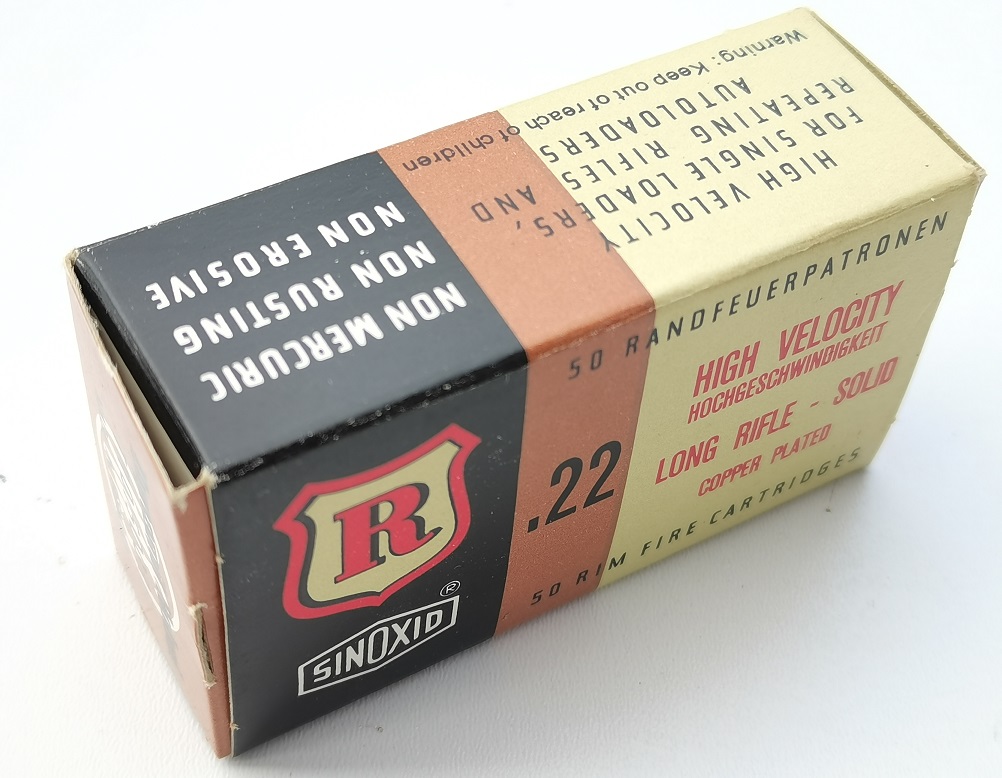 Warning: Keep out of reach of children
HIGH VELOCITY
FOR SINGLE LOADERS,
REPEATING RIFLES AND
AUTOLOADERS
NON MERCURIC
NON RUSTING
NON EROSIVE
50 RANDFEUERPATRONEN
HIGH VELOCITY
HOCHGESCHWINDIGKEIT
LONG RIFLE - SOLID
COPPER PLATED
.22
50 RIM FIRE CARTRIDGES
R
SINOXID ®